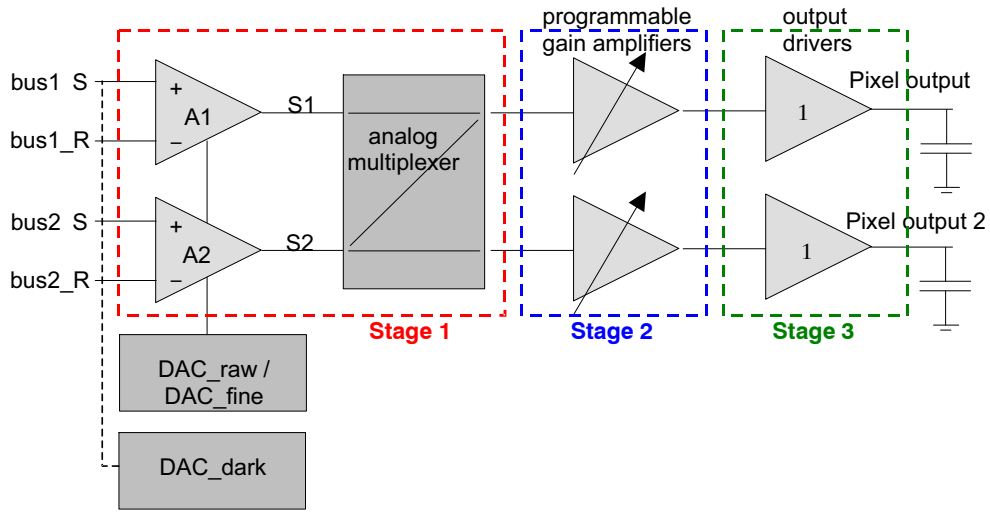 programmable
gain amplifiers
output
drivers
bus1 S
bus1_R
+
A1
−
S1
analog
multiplexer
1
Pixel output
bus2 S
bus2_R
+
A2
−
S2
1
Pixel output 2
Stage 1
Stage 2
Stage 3
DAC_raw /
DAC_fine
DAC_dark